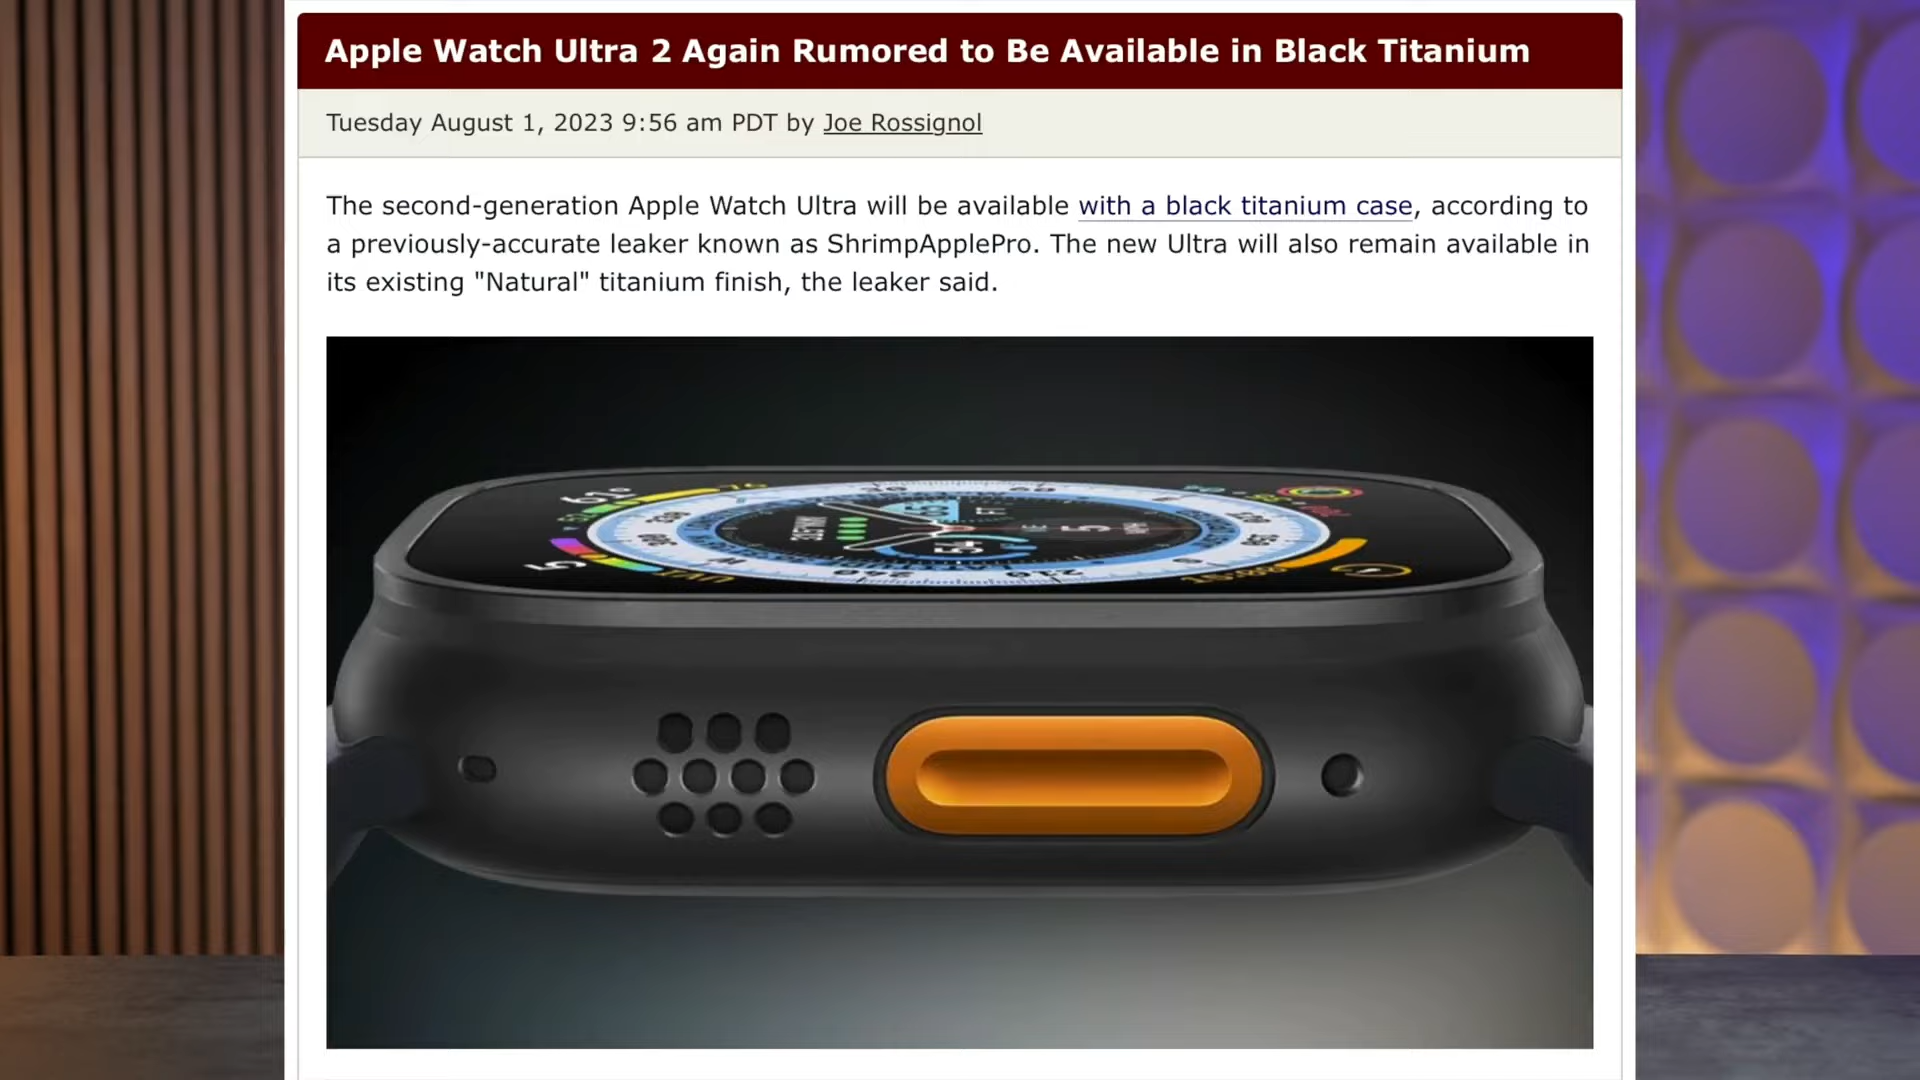 Apple Watch Ultra 2 Again Rumored to Be Available in Black Titanium
Tuesday August 1, 2023 9:56 am PDT by Joe Rossignol
The second-generation Apple Watch Ultra will be available with a black titanium case, according to
a previously-accurate leaker known as ShrimpApplePro. The new Ultra will also remain available in
its existing "Natural" titanium finish, the leaker said.